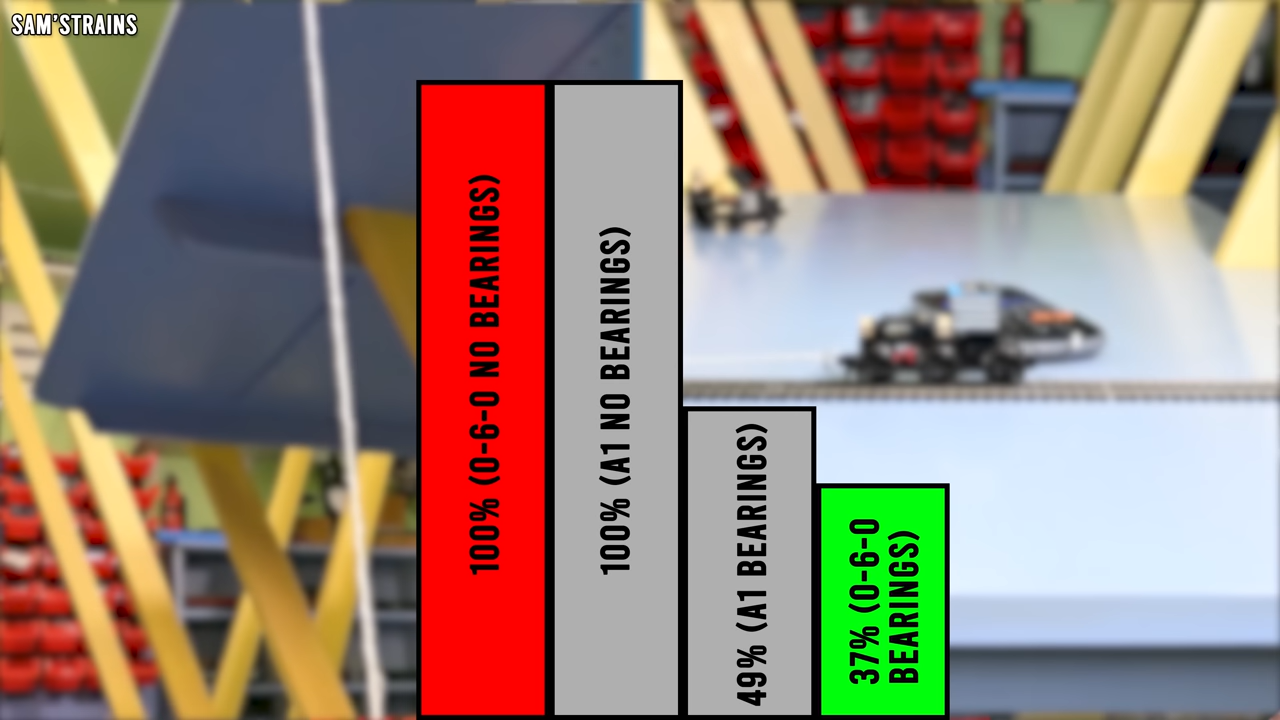 SAM'STRAINS
100% (0-6-0 NO BEARINGS)
100% (A1 NO BEARINGS)
49% (A1 BEARINGS)
37% (0-6-0
BEARINGS)